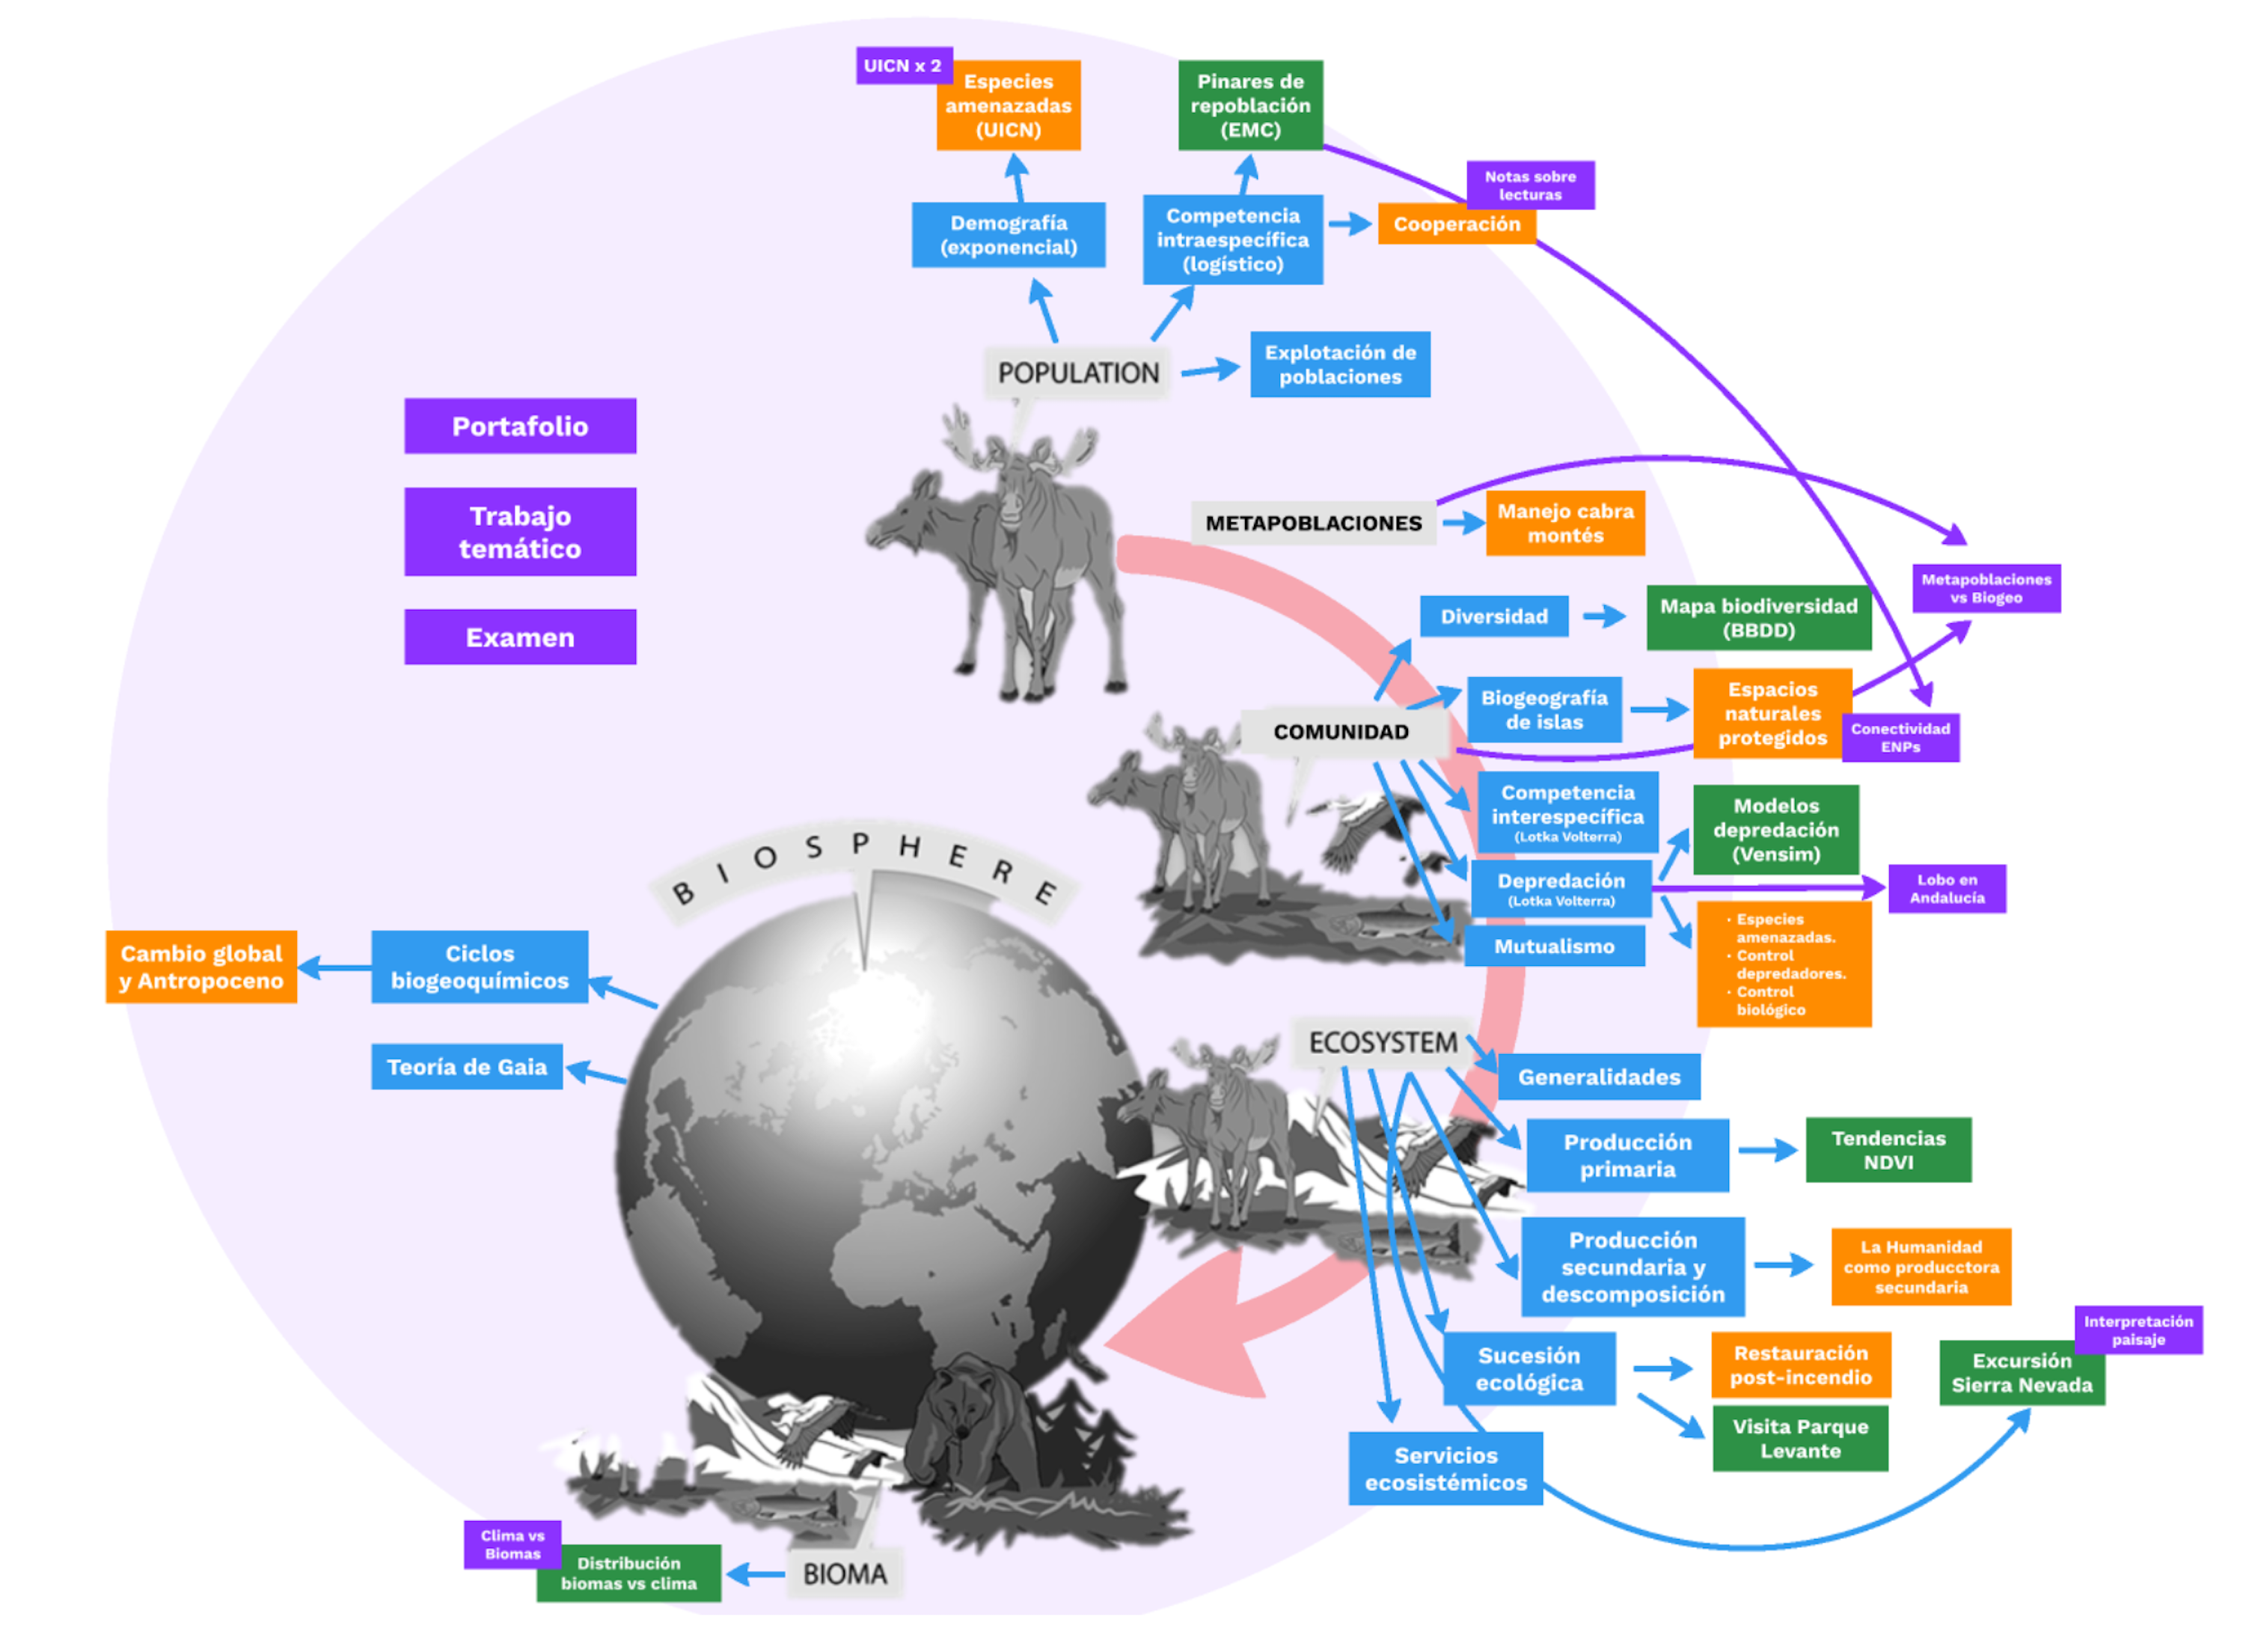 UICN x 2
Especies
amenazadas
(UICN)
Pinares de
repoblación
(EMC)
Notas sobre
lecturas
Demografía
(exponencial)
Competencia
intraespecífica
(logístico)
Cooperación
POPULATION
Explotación de
poblaciones
Portafolio
Trabajo
temático
Examen
METAPOBLACIONES
Manejo cabra
montés
Metapoblaciones
vs Biogeo
Diversidad
Mapa biodiversidad
(BBDD)
COMUNIDAD
Biogeografía
de islas
Espacios
naturales
protegidos
Conectividad
ENPs
Competencia
interespecífica
(Lotka Volterra)
Modelos
depredación
(Vensim)
Depredación
(Lotka Volterra)
Lobo en
Andalucía
· Especies
amenazadas.
· Control
depredadores.
· Control
biológico
Mutualismo
BIOSPHERE
Cambio global
y Antropoceno
Ciclos
biogeoquímicos
Teoría de Gaia
ECOSYSTEM
Generalidades
Producción
primaria
Tendencias
NDVI
Producción
secundaria y
descomposición
La Humanidad
como producctora
secundaria
Sucesión
ecológica
Restauración
post-incendio
Visita Parque
Levante
Interpretación
paisaje
Excursión
Sierra Nevada
Servicios
ecosistémicos
Clima vs
Biomas
Distribución
biomas vs clima
BIOMA